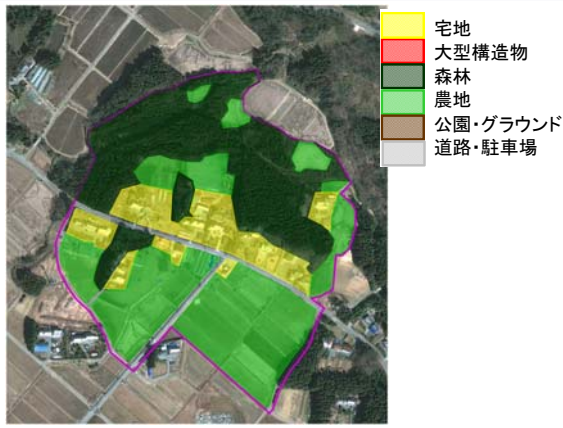 宅地
大型構造物
森林
農地
公園・グラウンド
道路・駐車場